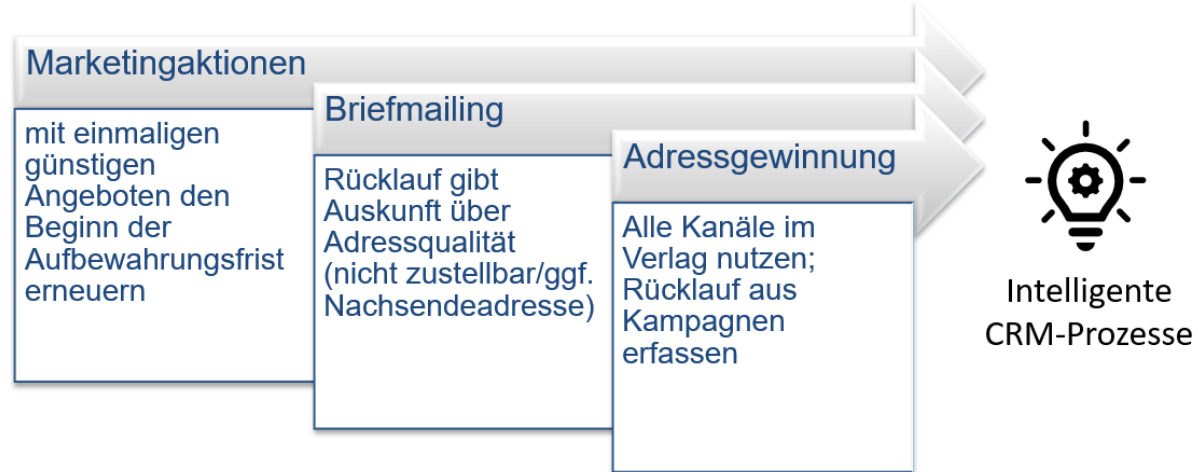 Marketingaktionen
mit einmaligen
günstigen
Angeboten den
Beginn der
Aufbewahrungsfrist
erneuern
Briefmailing
Rücklauf gibt
Auskunft über
Adressqualität
(nicht zustellbar/ggf.
Nachsendeadresse)
Adressgewinnung
Alle Kanäle im
Verlag nutzen;
Rücklauf aus
Kampagnen
erfassen
Intelligente
CRM-Prozesse